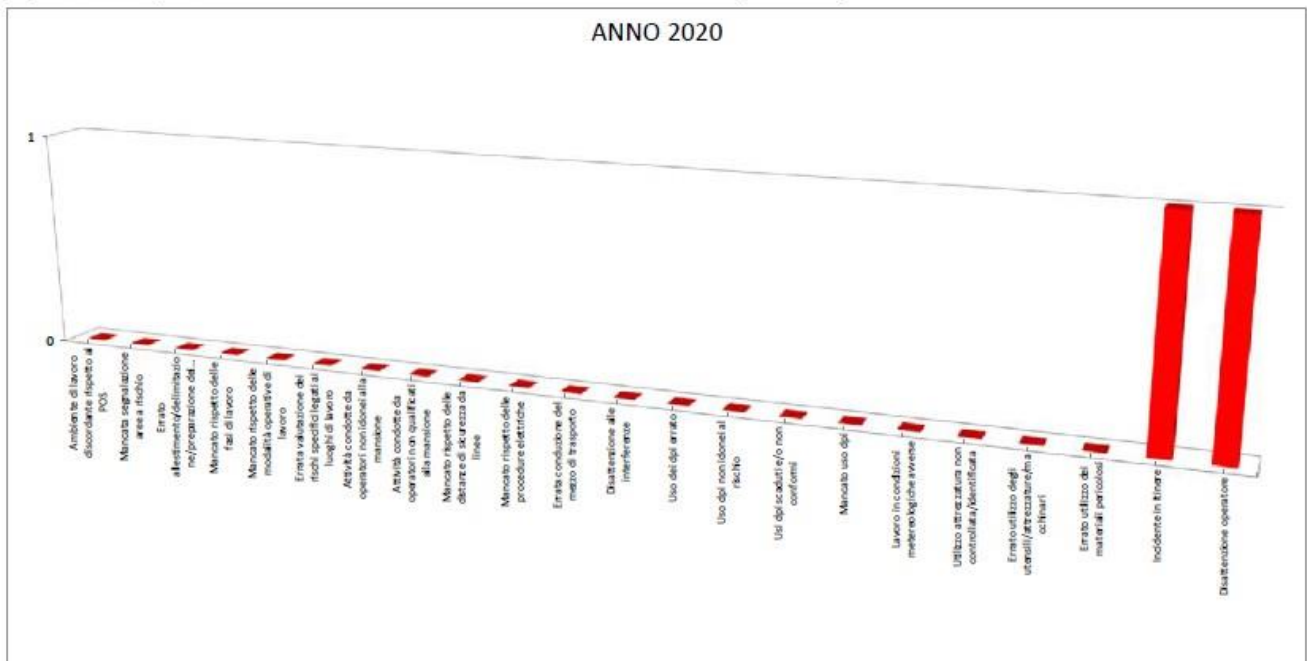 ANNO 2020
1
0
Ambiente di lavoro
discordante rispetto al
POS
Mancata segnalazione
aree a rischio
Errato
allestimento/delimitazio
ne/preparazione del...
Mancato rispetto delle
fasi di lavoro
Mancato rispetto delle
modalità operative di
lavoro
Errata valutazione dei
rischi specifici legati ai
luoghi di lavoro
Attività condotte da
operatori non idonei alla
mansione
Attività condotte da
operatori non qualificati
alla mansione
Mancato rispetto delle
distanze di sicurezza da
linee
Mancato rispetto delle
procedure elettriche
Errata conduzione del
mezzo di trasporto
Disattenzione alle
interferenze
Uso dei dpi errato
Uso dpi non idonei al
rischio
Usi dpi scaduti e/o non
conformi
Mancato uso dpi
Lavoro in condizioni
metereologiche avverse
Utilizzo attrezzatura non
controllata/identificata
Errato utilizzo degli
utensili/attrezzature/ma
cchinari
Errato utilizzo dei
materiali pericolosi
Incidente in itinere
Disattenzione operatore